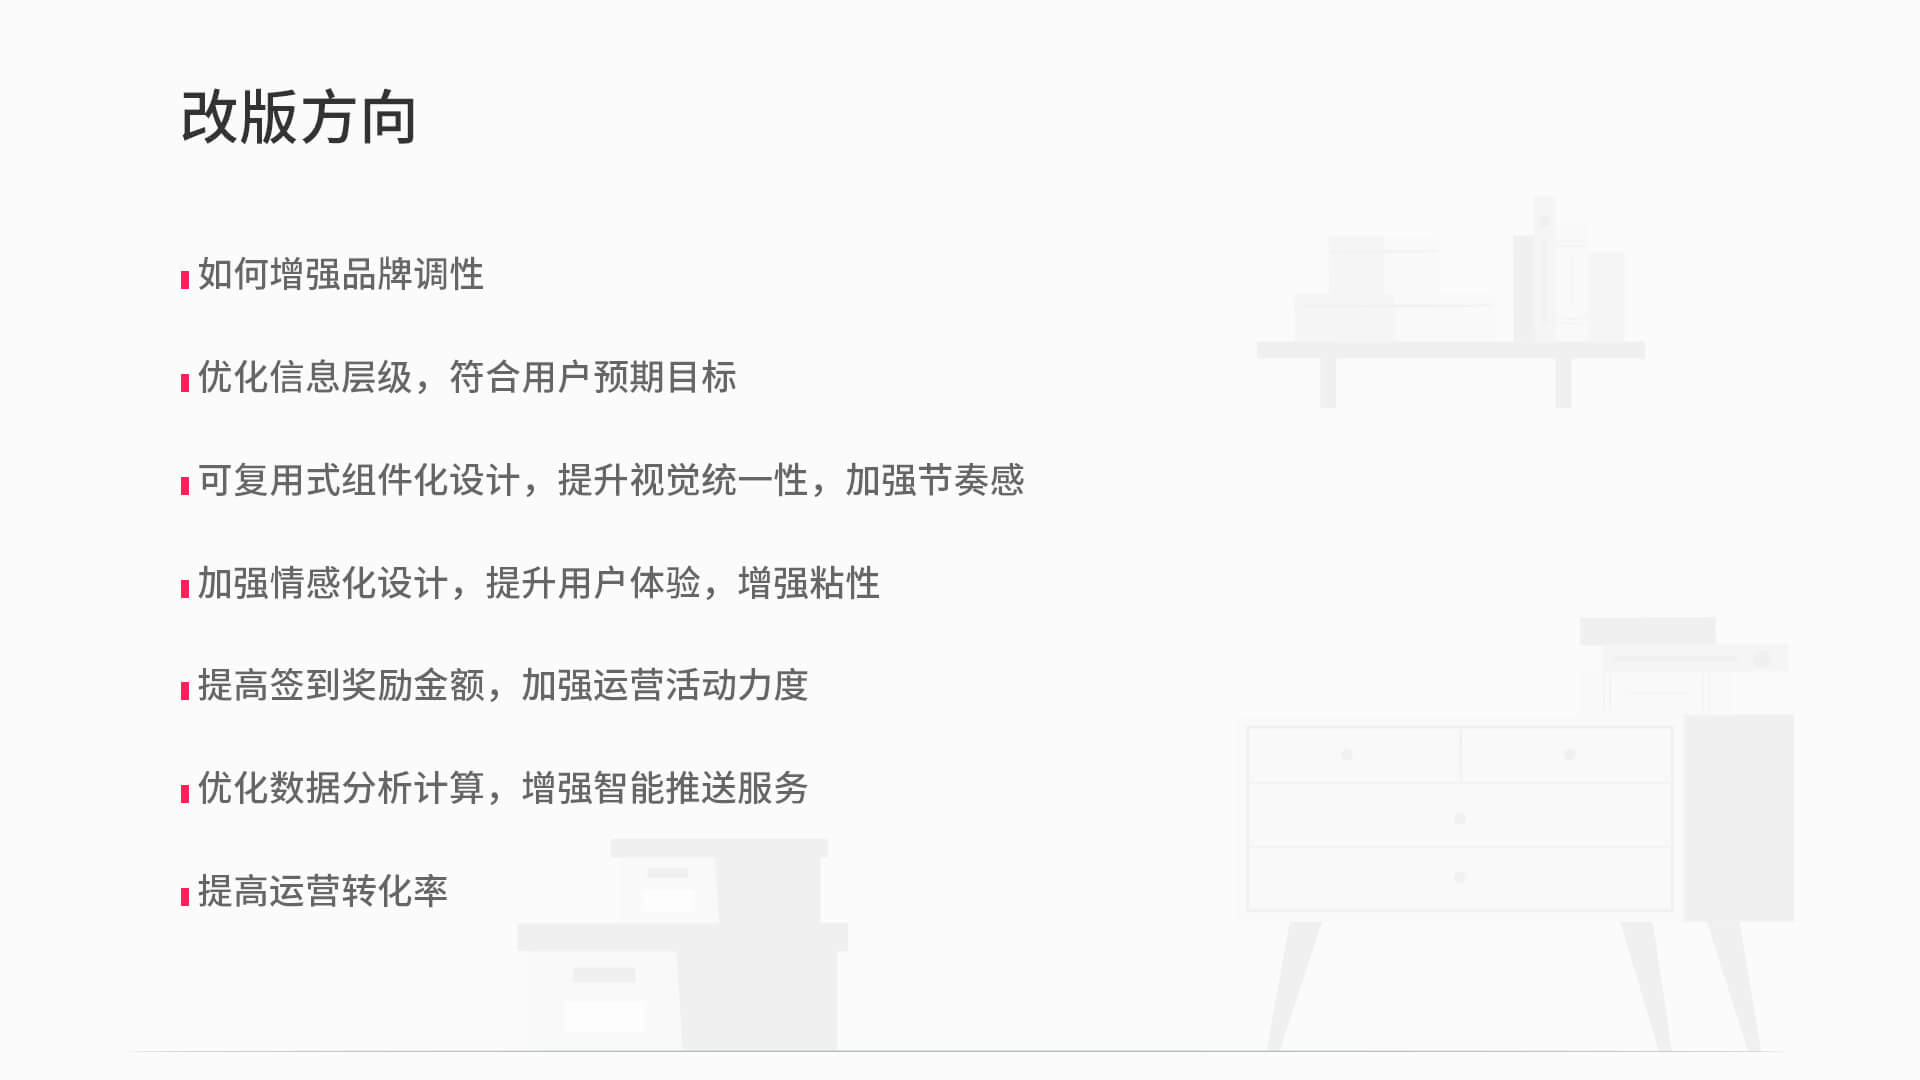 改版方向
如何增强品牌调性
优化信息层级，符合用户预期目标
可复用式组件化设计，提升视觉统一性，加强节奏感
加强情感化设计，提升用户体验，增强粘性
提高签到奖励金额，加强运营活动力度
优化数据分析计算，增强智能推送服务
提高运营转化率